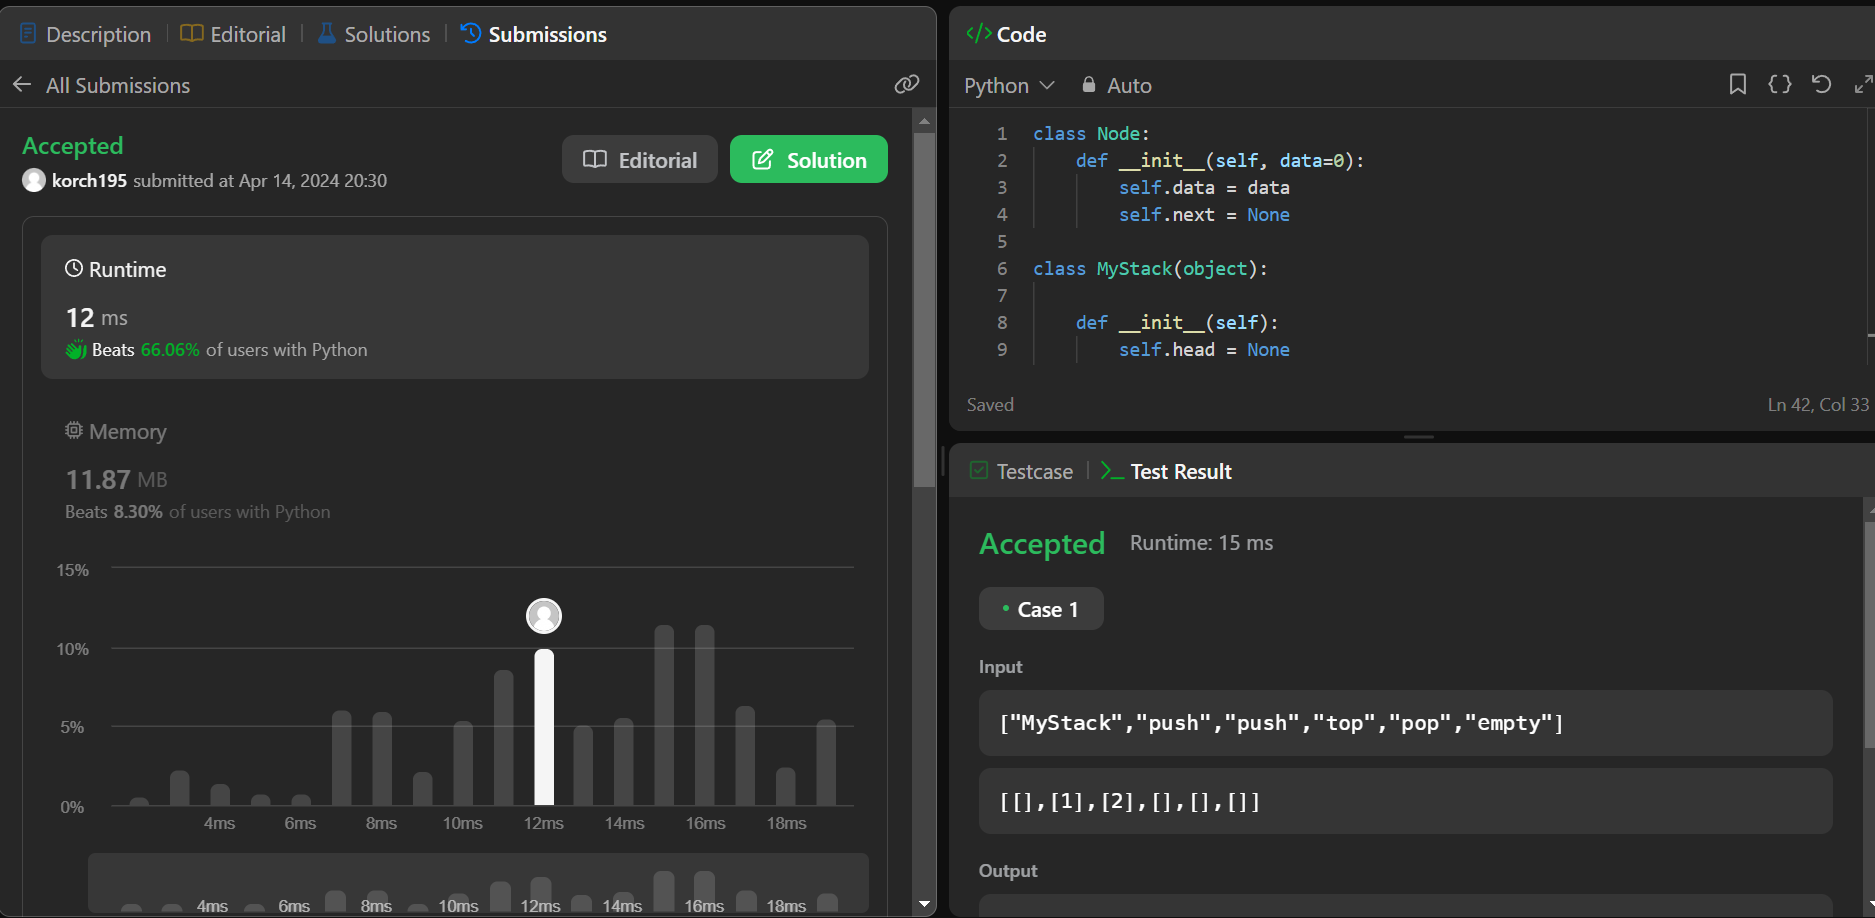 Description | Editorial | Solutions | Submissions
All Submissions
Accepted
korch195 submitted at Apr 14, 2024 20:30
Editorial
Solution
Runtime
12 ms
Beats 66.06% of users with Python
Memory
11.87 MB
Beats 8.30% of users with Python
15%
10%
5%
0%
4ms 6ms 8ms 10ms 12ms 14ms 16ms 18ms
4ms 6ms 8ms 10ms 12ms 14ms 16ms 18ms
</> Code
Python Auto
1 class Node:
2     def __init__(self, data=0):
3         self.data = data
4         self.next = None
5
6 class MyStack(object):
7
8     def __init__(self):
9         self.head = None
Saved
Ln 42, Col 33
Testcase | >_ Test Result
Accepted Runtime: 15 ms
• Case 1
Input
["MyStack","push","push","top","pop","empty"]
[[],[1],[2],[],[],[]]
Output